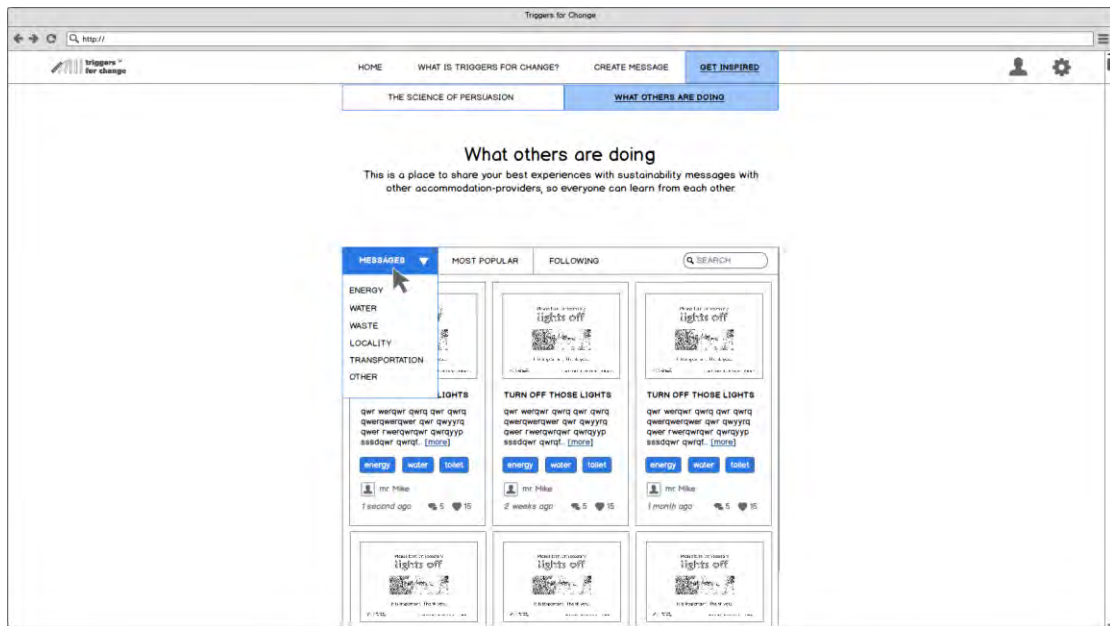 Triggers for Change
http://
triggers ™
for change
HOME
WHAT IS TRIGGERS FOR CHANGE?
CREATE MESSAGE
GET INSPIRED
THE SCIENCE OF PERSUASION
WHAT OTHERS ARE DOING
What others are doing
This is a place to share your best experiences with sustainability messages with
other accommodation-providers, so everyone can learn from each other.
MESSAGES
MOST POPULAR
FOLLOWING
SEARCH
ENERGY
WATER
WASTE
LOCALITY
TRANSPORTATION
OTHER
LIGHTS
qwr werqwr qwrq qwr qwrq
qwerqwerqwer qwr qwyyrq
qwer rwerqwrqwr qwrqyyp
sssdqwr qwrqt.. [more]
energy water toilet
mr. Mike
1 second ago 5 15
lights off
TURN OFF THOSE LIGHTS
qwr werqwr qwrq qwr qwrq
qwerqwerqwer qwr qwyyrq
qwer rwerqwrqwr qwrqyyp
sssdqwr qwrqt.. [more]
energy water toilet
mr. Mike
2 weeks ago 5 15
lights off
TURN OFF THOSE LIGHTS
qwr werqwr qwrq qwr qwrq
qwerqwerqwer qwr qwyyrq
qwer rwerqwrqwr qwrqyyp
sssdqwr qwrqt.. [more]
energy water toilet
mr. Mike
1 month ago 5 15
lights off
lights off
lights off